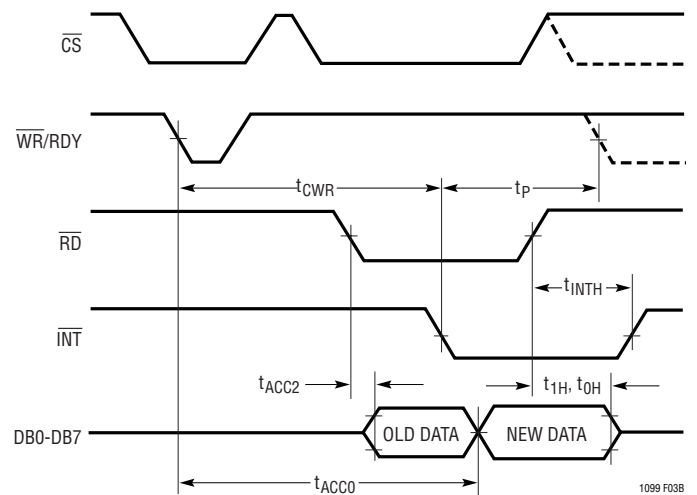 CS
WR/RDY
tCWR
tP
RD
tINTH
INT
tACC2
t1H, t0H
DB0-DB7
OLD DATA
NEW DATA
tACC0
1099 F03B